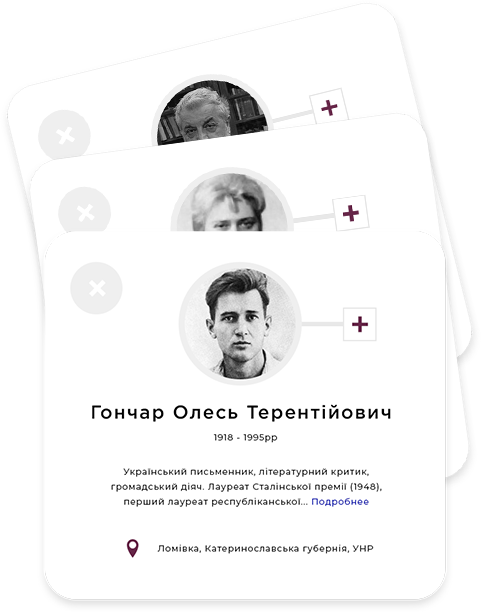 Гончар Олесь Терентійович
1918 - 1995рр
Український письменник, літературний критик,
громадський діяч. Лауреат Сталінської премії (1948),
перший лауреат республіканської... Подробнее
Ломівка, Катеринославська губернія, УНР